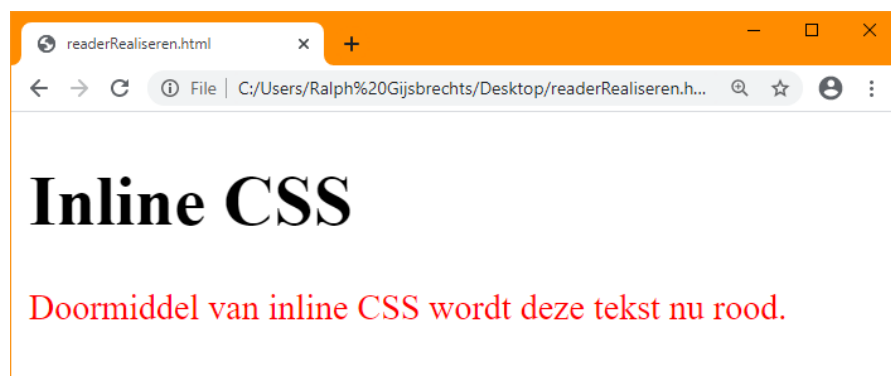 readerRealiseren.html
File C:/Users/Ralph%20Gijsbrechts/Desktop/readerRealiseren.h...
Inline CSS
Doormiddel van inline CSS wordt deze tekst nu rood.